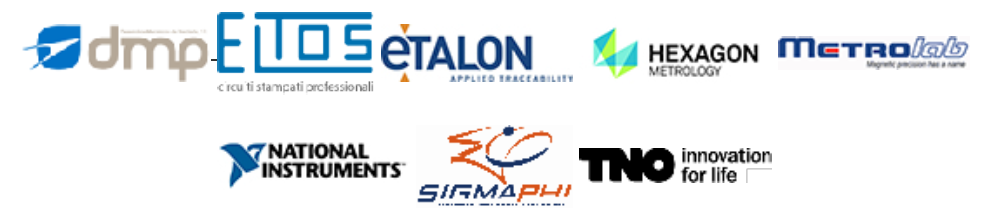 dmp
ELTOS
circuiti stampati professionali
eTALON
APPLIED TRACEABILITY
HEXAGON
METROLOGY
METROlab
Magnetic precision has a name
NATIONAL
INSTRUMENTS
SIGMAPHI
TNO innovation
for life